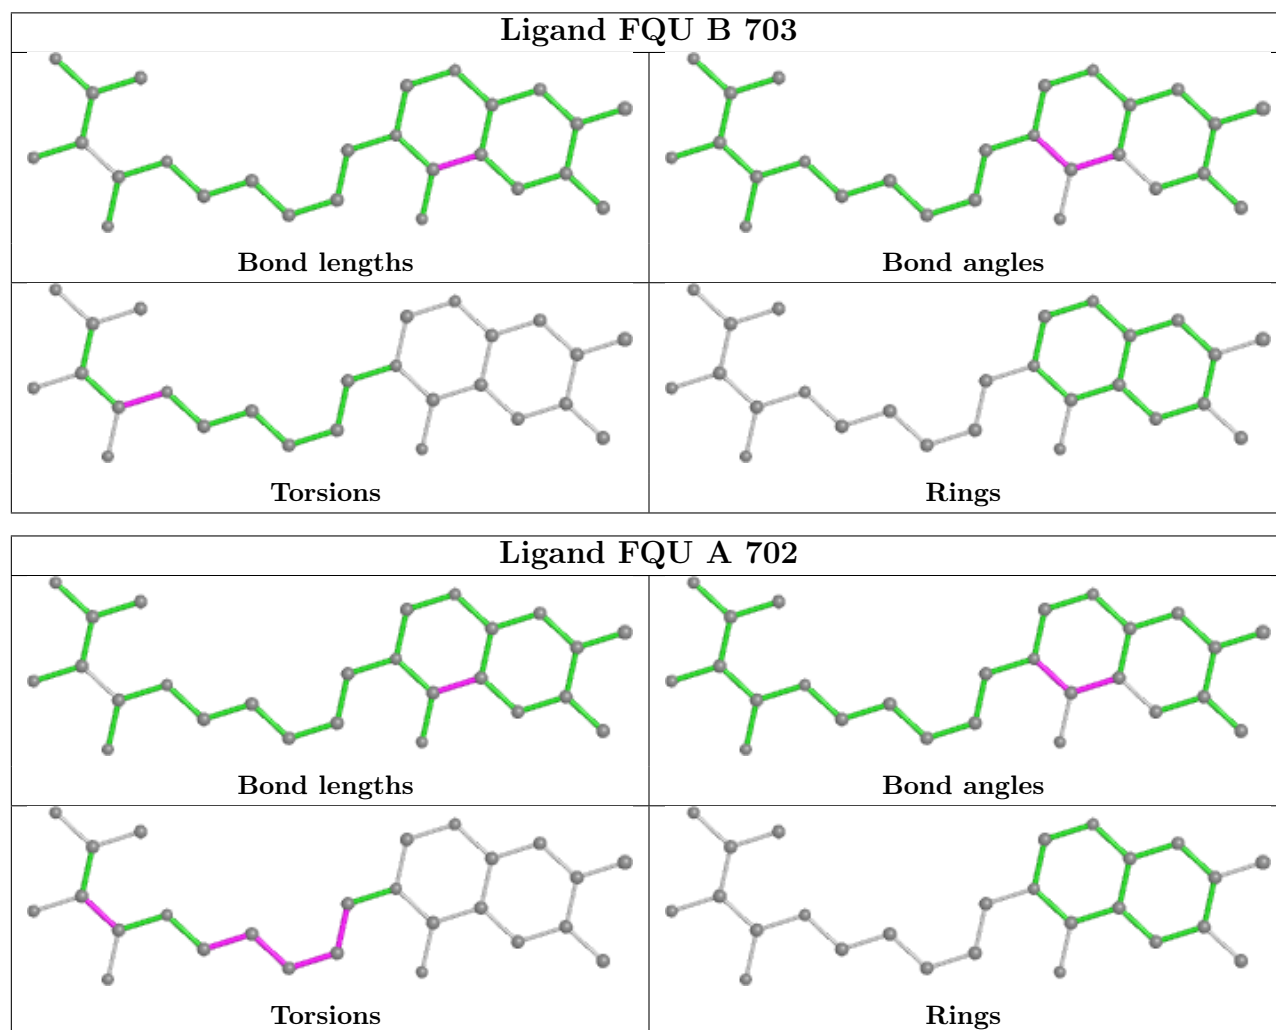 Ligand FQU B 703
Bond lengths
Bond angles
Torsions
Rings
Ligand FQU A 702
Bond lengths
Bond angles
Torsions
Rings